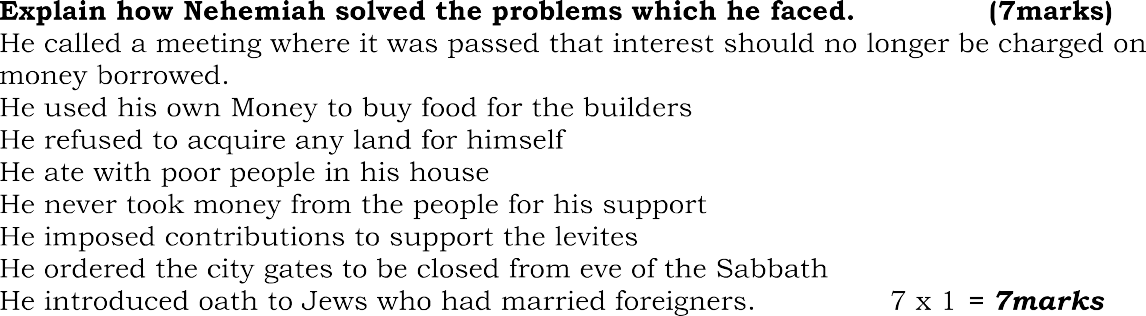 Explain how Nehemiah solved the problems which he faced. (7marks)
He called a meeting where it was passed that interest should no longer be charged on
money borrowed.
He used his own Money to buy food for the builders
He refused to acquire any land for himself
He ate with poor people in his house
He never took money from the people for his support
He imposed contributions to support the levites
He ordered the city gates to be closed from eve of the Sabbath
He introduced oath to Jews who had married foreigners. 7 x 1 = 7marks